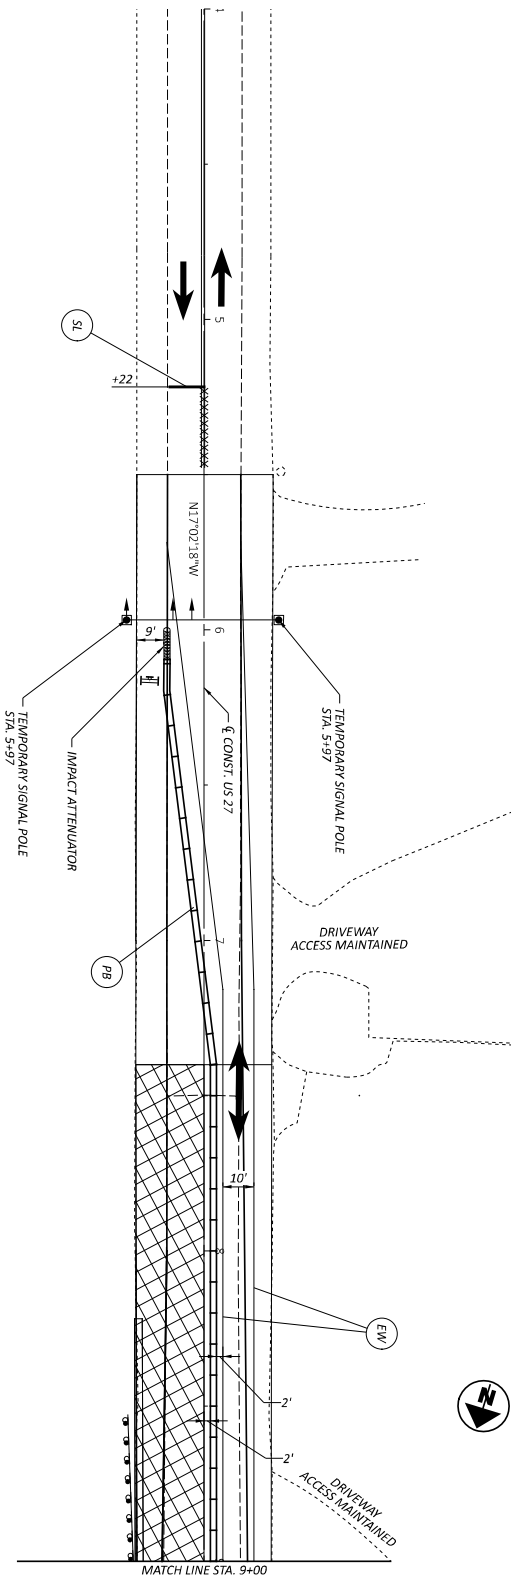 4
5
SL
+22
N17°02'18"W
9'
6
TEMPORARY SIGNAL POLE
STA. 5+97
IMPACT ATTENUATOR
℄ CONST. US 27
TEMPORARY SIGNAL POLE
STA. 5+97
DRIVEWAY
ACCESS MAINTAINED
7
PB
10'
8
EW
2'
2'
N
DRIVEWAY
ACCESS MAINTAINED
MATCH LINE STA. 9+00